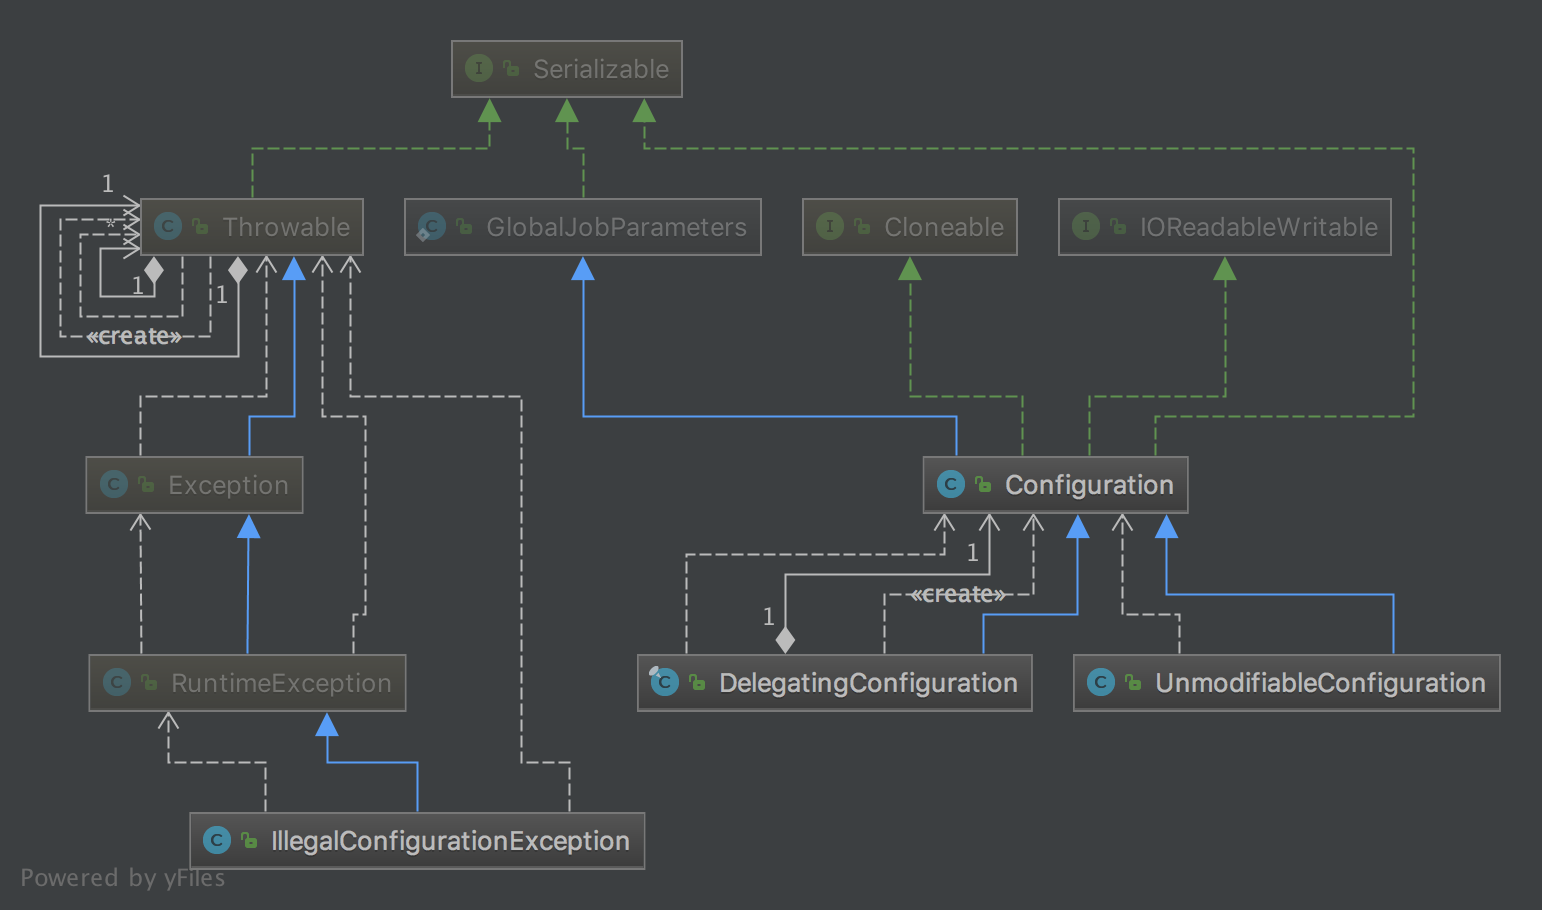 I Serializable
1
C Throwable
C GlobalJobParameters
I Cloneable
I IOReadableWritable
*
1
1
«create»
C Exception
C Configuration
1
«create»
1
C RuntimeException
C DelegatingConfiguration
C UnmodifiableConfiguration
C IllegalConfigurationException
Powered by yFiles